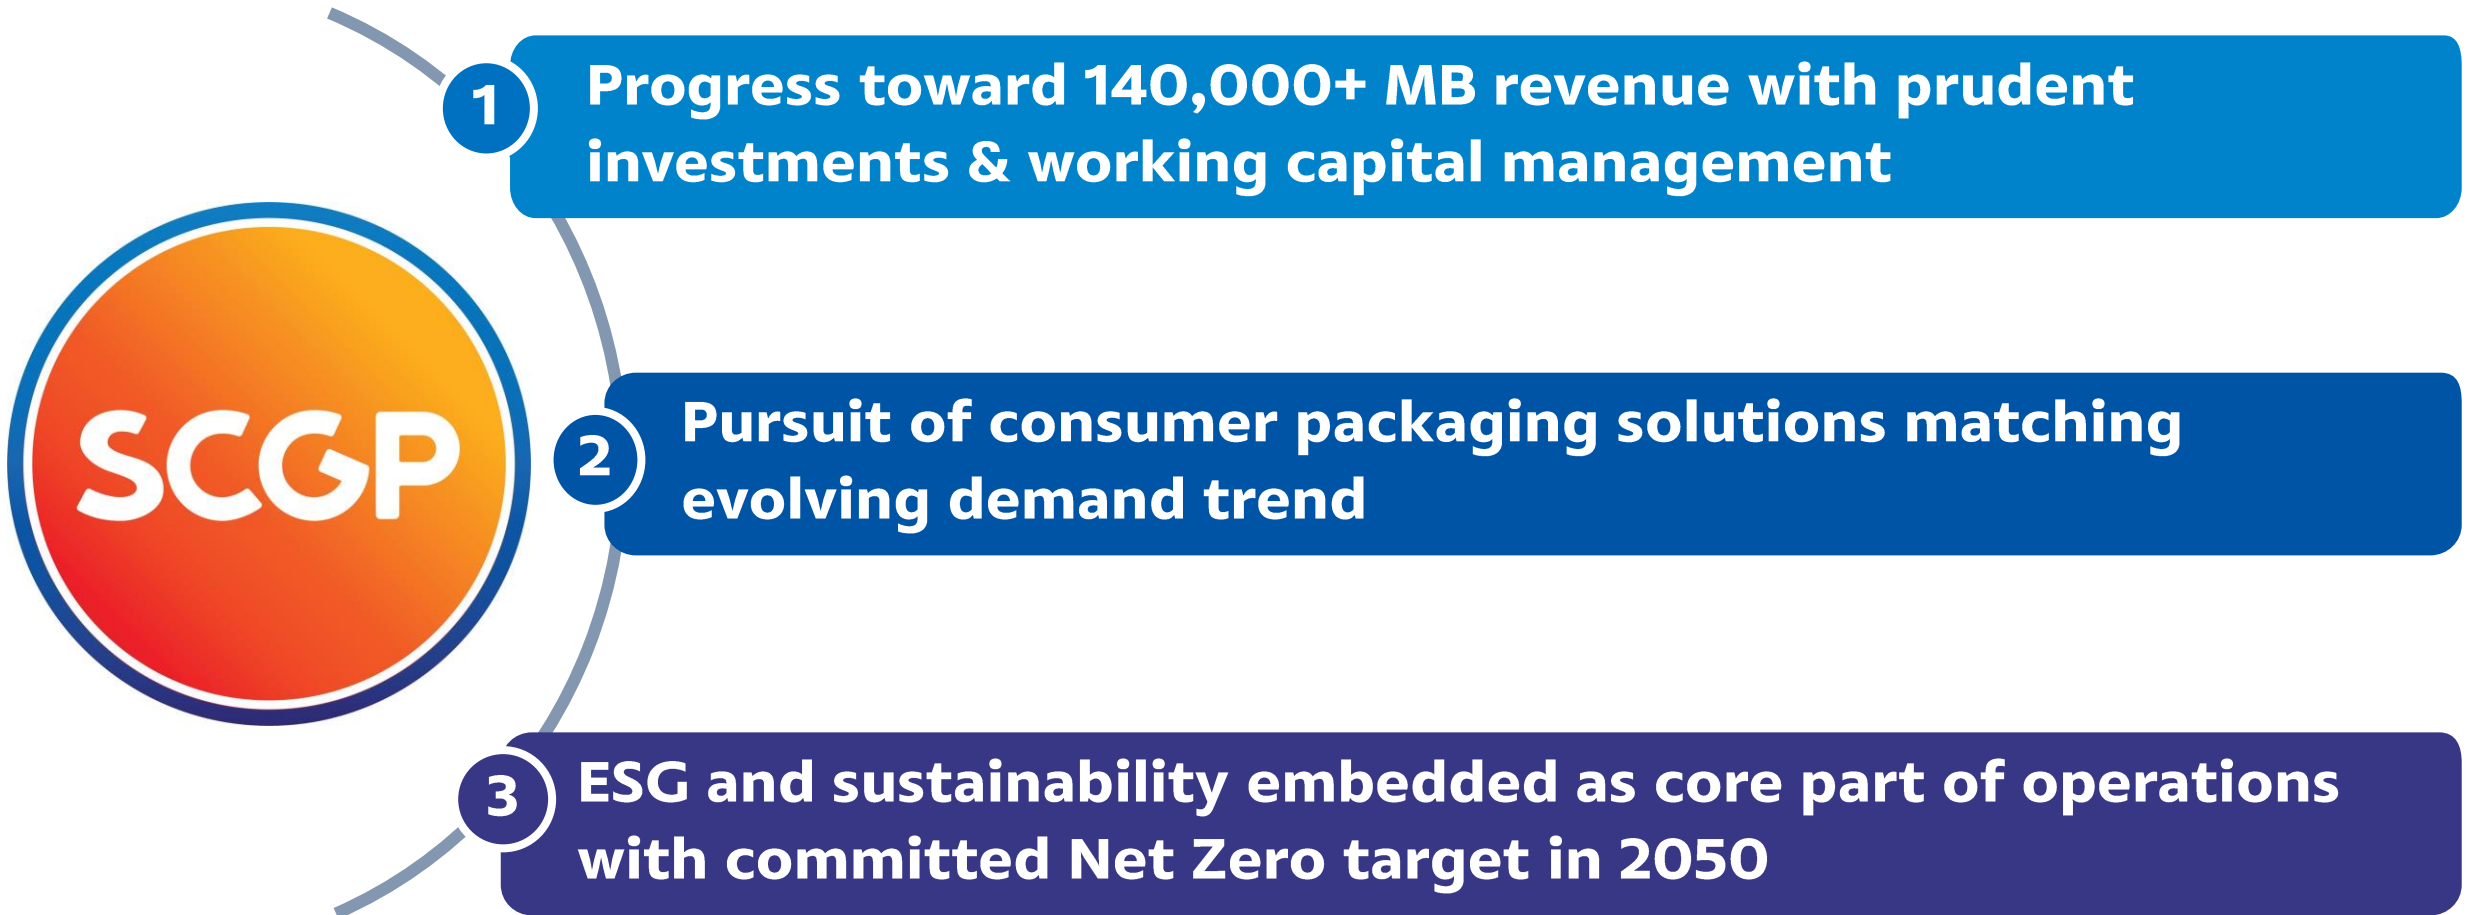 SCGP
1
Progress toward 140,000+ MB revenue with prudent
investments & working capital management
2
Pursuit of consumer packaging solutions matching
evolving demand trend
3
ESG and sustainability embedded as core part of operations
with committed Net Zero target in 2050